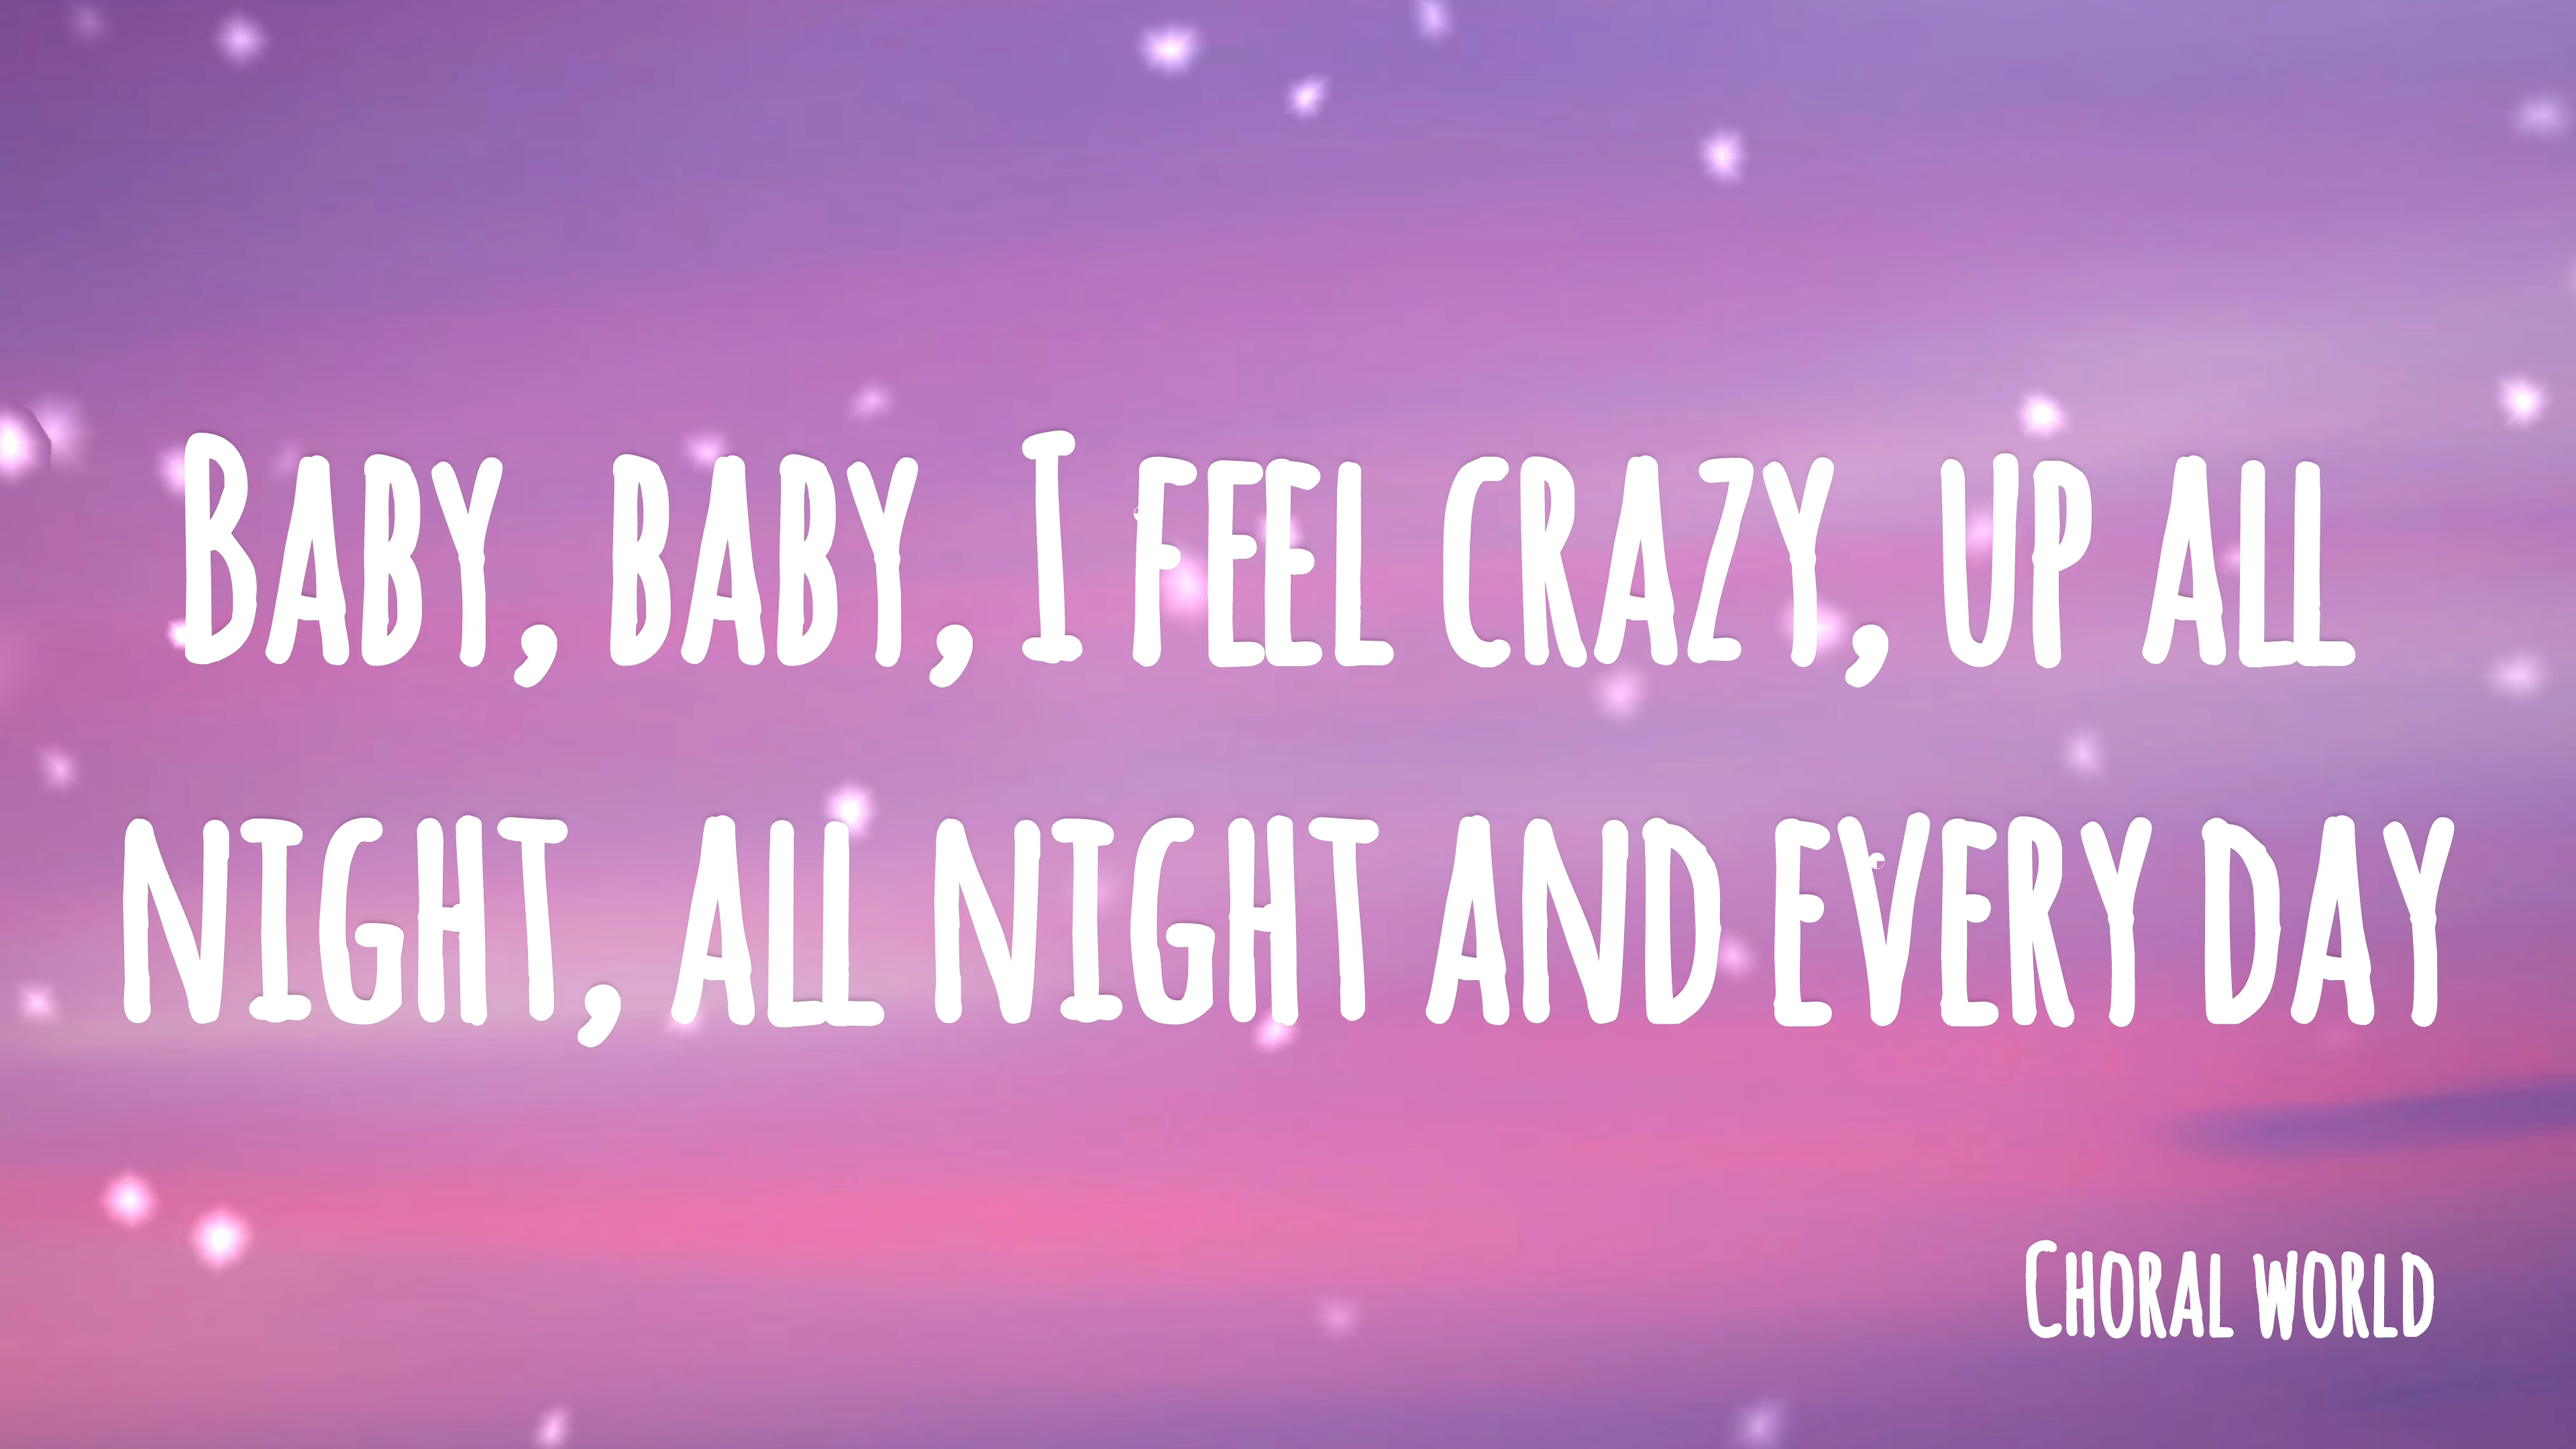 Baby, baby, I feel crazy, up all
night, all night and every day
Choral world